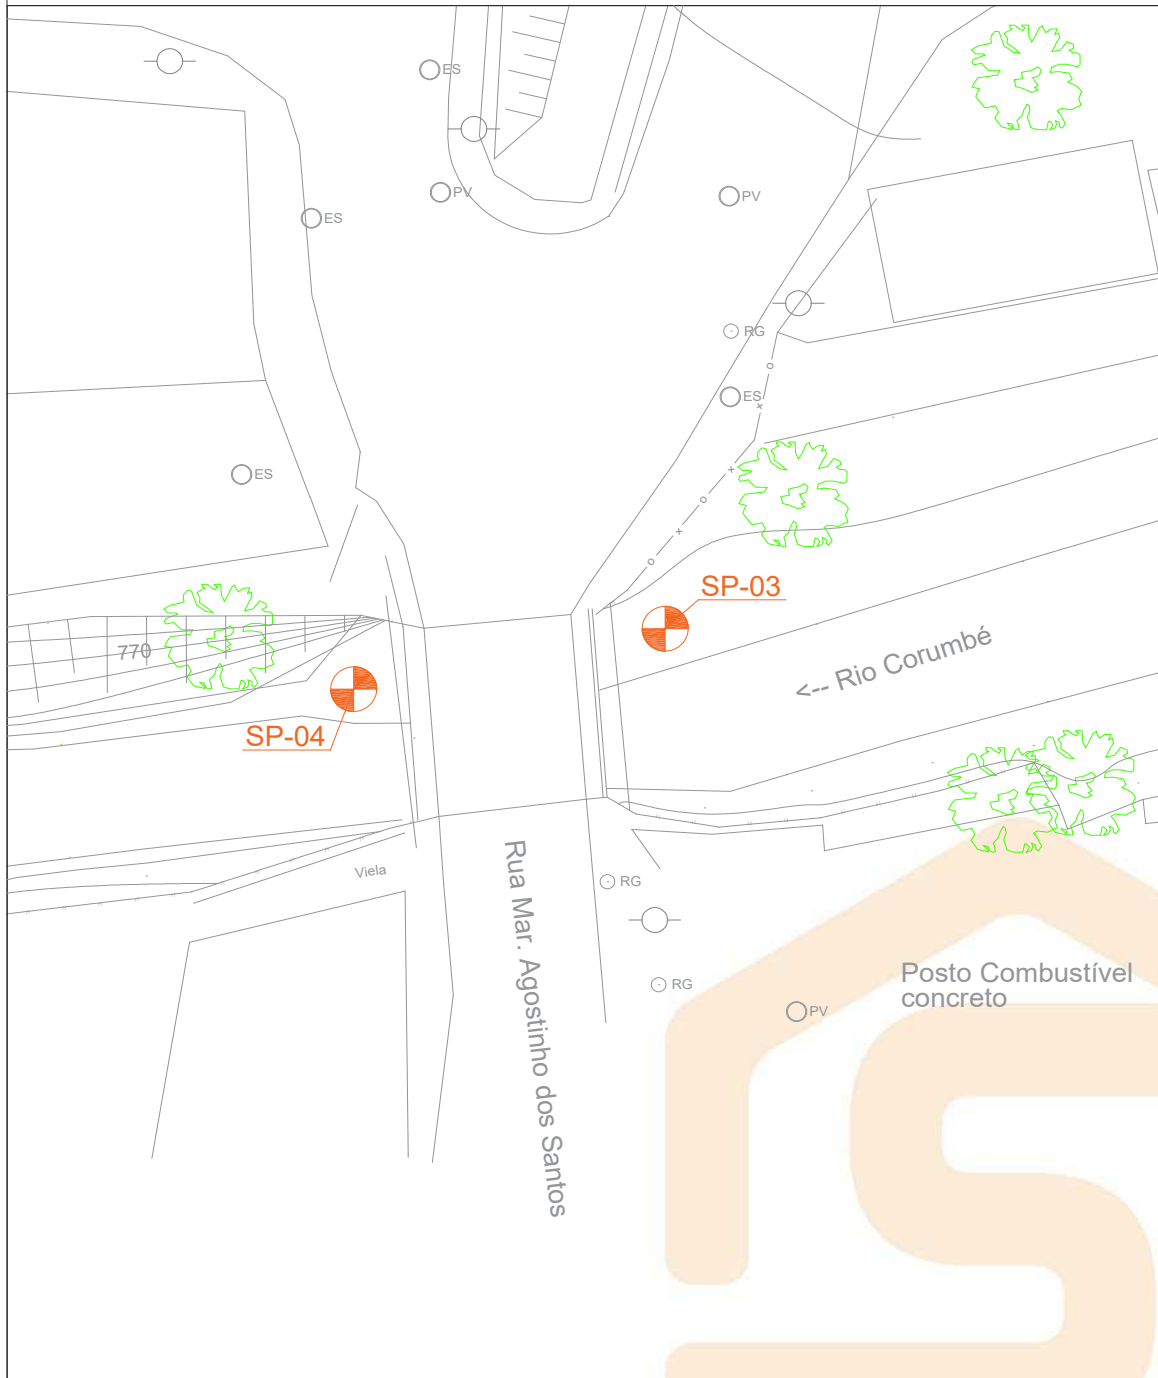 ES
PV
PV
ES
RG
ES
ES
SP-03
770
<-- Rio Corumbé
SP-04
Rua Mar. Agostinho dos Santos
Viela
RG
Posto Combustível
concreto
RG
PV